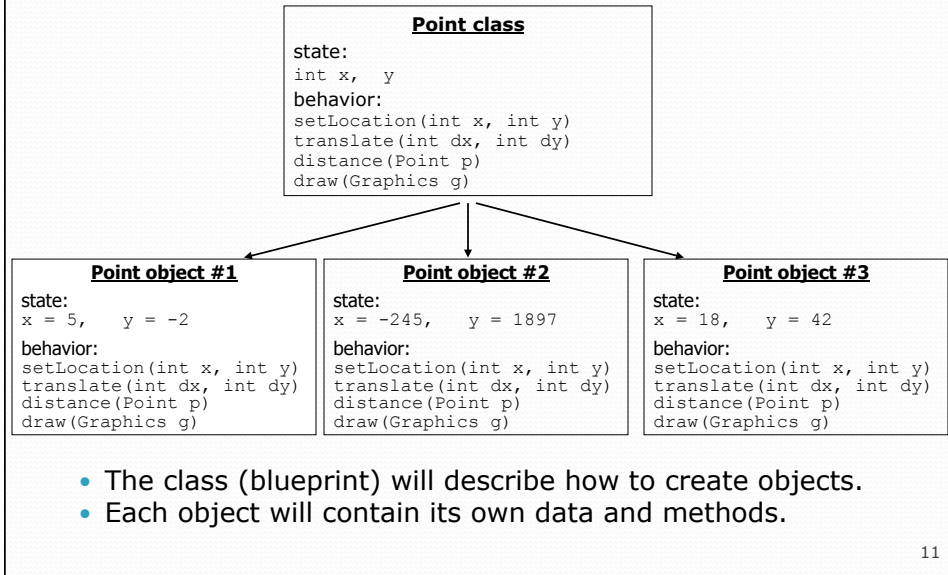 Point class
state:
int x,  y
behavior:
setLocation(int x, int y)
translate(int dx, int dy)
distance(Point p)
draw(Graphics g)
Point object #1
state:
x = 5,   y = -2
behavior:
setLocation(int x, int y)
translate(int dx, int dy)
distance(Point p)
draw(Graphics g)
Point object #2
state:
x = -245,   y = 1897
behavior:
setLocation(int x, int y)
translate(int dx, int dy)
distance(Point p)
draw(Graphics g)
Point object #3
state:
x = 18,   y = 42
behavior:
setLocation(int x, int y)
translate(int dx, int dy)
distance(Point p)
draw(Graphics g)
• The class (blueprint) will describe how to create objects.
• Each object will contain its own data and methods.
11